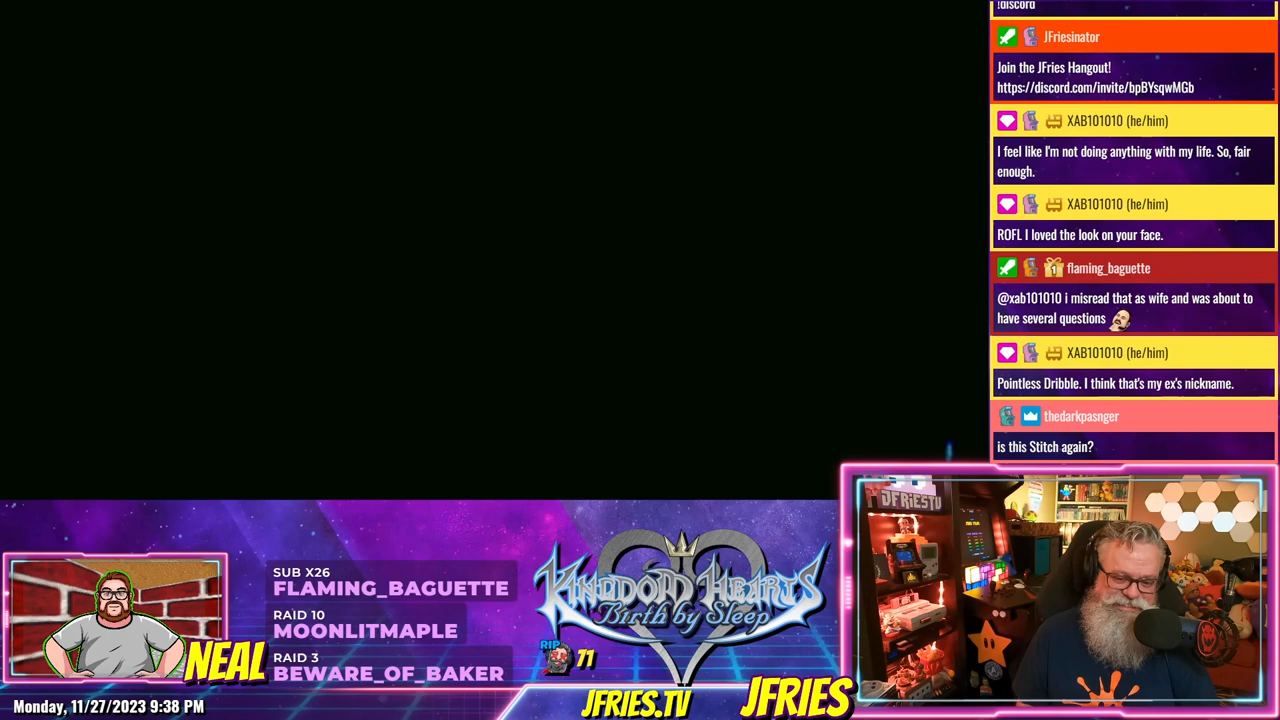 !discord
JFriesinator
Join the JFries Hangout!
https://discord.com/invite/bpBYsqwMGb
XAB101010 (he/him)
I feel like I'm not doing anything with my life. So, fair
enough.
XAB101010 (he/him)
ROFL I loved the look on your face.
1 flaming_baguette
@xab101010 i misread that as wife and was about to
have several questions
XAB101010 (he/him)
Pointless Dribble. I think that's my ex's nickname.
thedarkpasnger
is this Stitch again?
JFRIESTV
SUB X26
FLAMING_BAGUETTE
RAID 10
MOONLITMAPLE
RAID 3
BEWARE_OF_BAKER
NEAL
KINGDOM HEARTS
Birth by Sleep
RIP
71
JFRIES.TV
JFRIES
Monday, 11/27/2023 9:38 PM